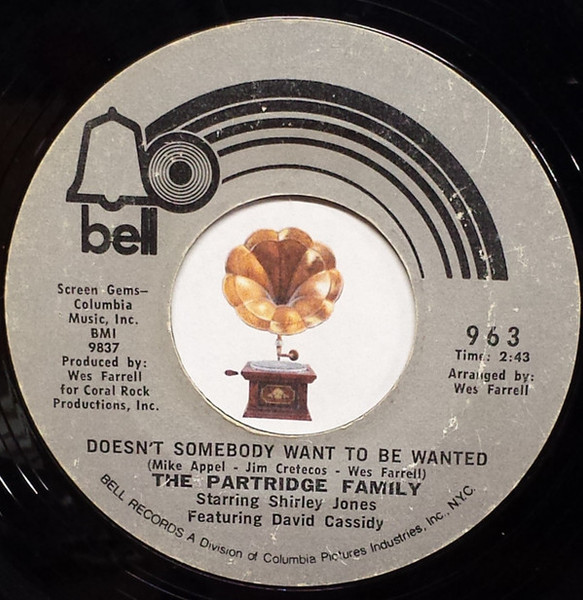 bell
Screen Gems–
Columbia
Music, Inc.
BMI
9837
Produced by:
Wes Farrell
for Coral Rock
Productions, Inc.
963
Time: 2:43
Arranged by:
Wes Farrell
DOESN'T SOMEBODY WANT TO BE WANTED
(Mike Appel - Jim Cretecos - Wes Farrell)
THE PARTRIDGE FAMILY
Starring Shirley Jones
Featuring David Cassidy
BELL RECORDS A Division of Columbia Pictures Industries, Inc., N.Y.C.